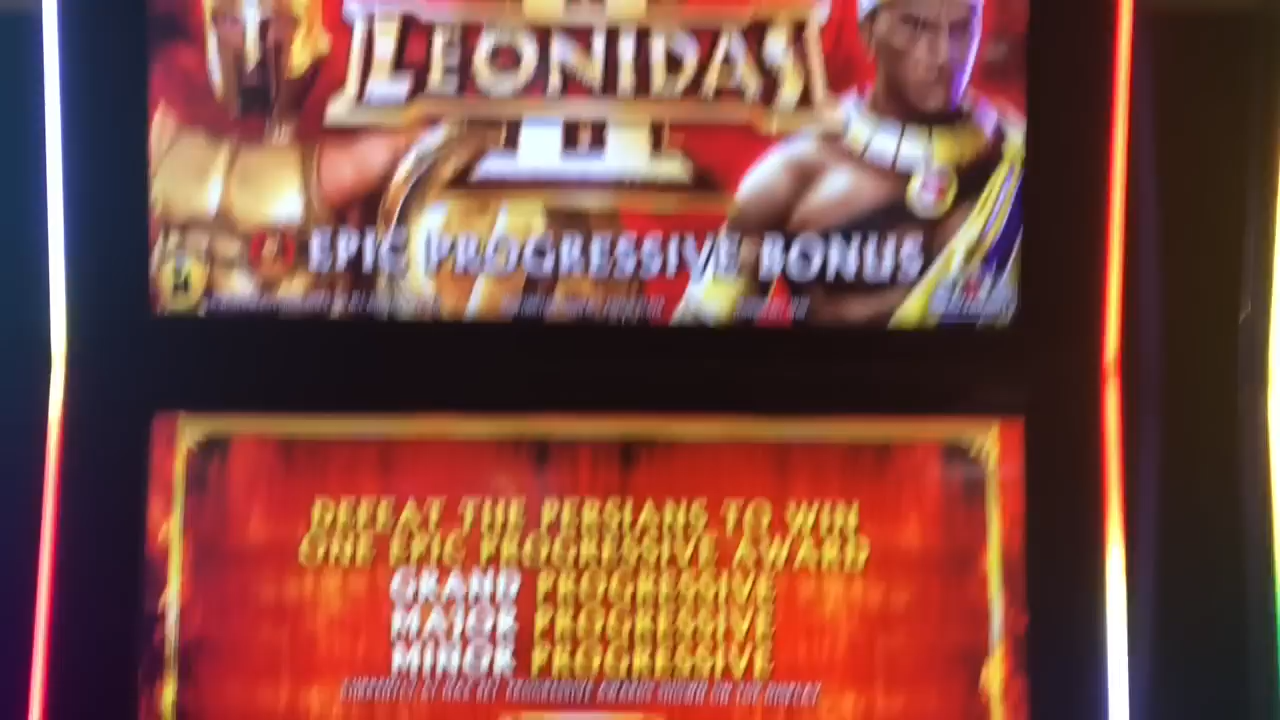 LEONIDAS
II
EPIC PROGRESSIVE BONUS
DEFEAT THE PERSIANS TO WIN
ONE EPIC PROGRESSIVE AWARD
GRAND PROGRESSIVE
MAJOR PROGRESSIVE
MINOR PROGRESSIVE